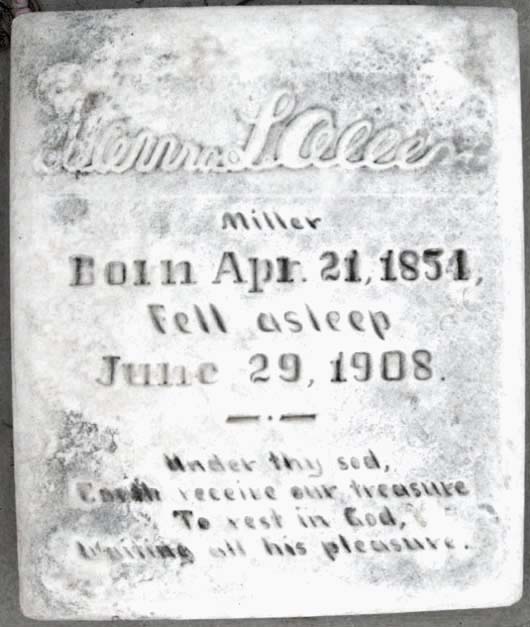 Miller
Born Apr. 21, 1834,
Fell asleep
June 29, 1908.
Under thy sod,
Earth receive our treasure
To rest in God,
Waiting all his pleasure.